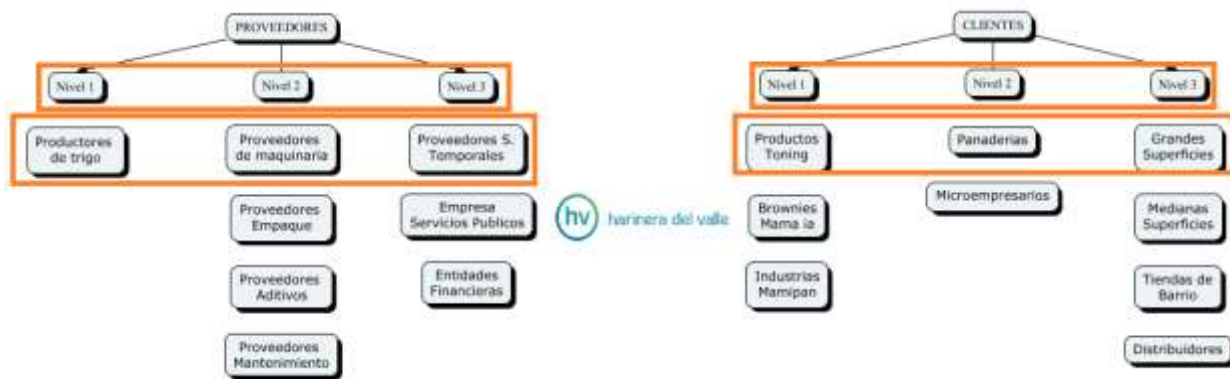 PROVEEDORES
Nivel 1
Nivel 2
Nivel 3
Productores
de trigo
Proveedores
de maquinaria
Proveedores S.
Temporales
Proveedores
Empaque
Empresa
Servicios Publicos
Proveedores
Aditivos
Entidades
Financieras
Proveedores
Mantenimiento
hv harinera del valle
CLIENTES
Nivel 1
Nivel 2
Nivel 3
Productos
Toning
Panaderias
Grandes
Superficies
Brownies
Mama ia
Microempresarios
Medianas
Superficies
Industrias
Mamipan
Tiendas de
Barrio
Distribuidores